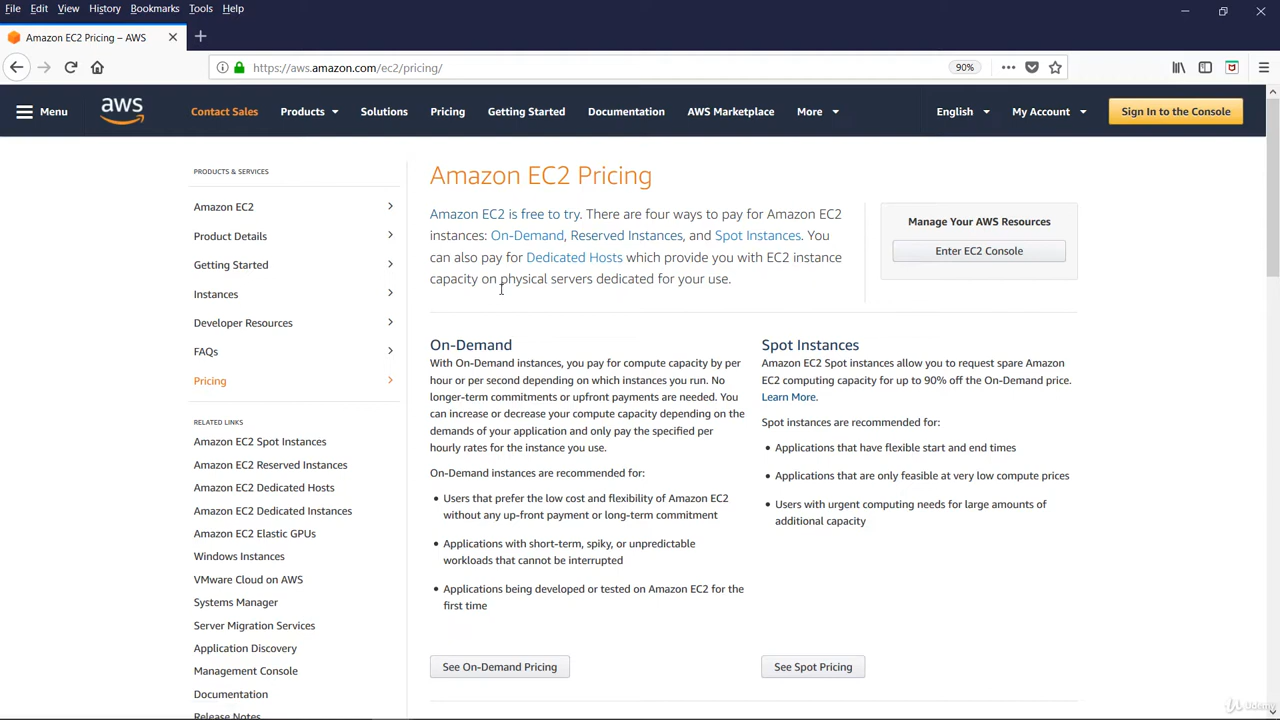 File Edit View History Bookmarks Tools Help
Amazon EC2 Pricing – AWS
https://aws.amazon.com/ec2/pricing/
90%
Menu
aws
Contact Sales
Products
Solutions
Pricing
Getting Started
Documentation
AWS Marketplace
More
English
My Account
Sign In to the Console
PRODUCTS & SERVICES
Amazon EC2
Product Details
Getting Started
Instances
Developer Resources
FAQs
Pricing
RELATED LINKS
Amazon EC2 Spot Instances
Amazon EC2 Reserved Instances
Amazon EC2 Dedicated Hosts
Amazon EC2 Dedicated Instances
Amazon EC2 Elastic GPUs
Windows Instances
VMware Cloud on AWS
Systems Manager
Server Migration Services
Application Discovery
Management Console
Documentation
Release Notes
Amazon EC2 Pricing
Amazon EC2 is free to try. There are four ways to pay for Amazon EC2
instances: On-Demand, Reserved Instances, and Spot Instances. You
can also pay for Dedicated Hosts which provide you with EC2 instance
capacity on physical servers dedicated for your use.
Manage Your AWS Resources
Enter EC2 Console
On-Demand
With On-Demand instances, you pay for compute capacity by per
hour or per second depending on which instances you run. No
longer-term commitments or upfront payments are needed. You
can increase or decrease your compute capacity depending on the
demands of your application and only pay the specified per
hourly rates for the instance you use.
On-Demand instances are recommended for:
• Users that prefer the low cost and flexibility of Amazon EC2
without any up-front payment or long-term commitment
• Applications with short-term, spiky, or unpredictable
workloads that cannot be interrupted
• Applications being developed or tested on Amazon EC2 for the
first time
See On-Demand Pricing
Spot Instances
Amazon EC2 Spot instances allow you to request spare Amazon
EC2 computing capacity for up to 90% off the On-Demand price.
Learn More.
Spot instances are recommended for:
• Applications that have flexible start and end times
• Applications that are only feasible at very low compute prices
• Users with urgent computing needs for large amounts of
additional capacity
See Spot Pricing
Udemy